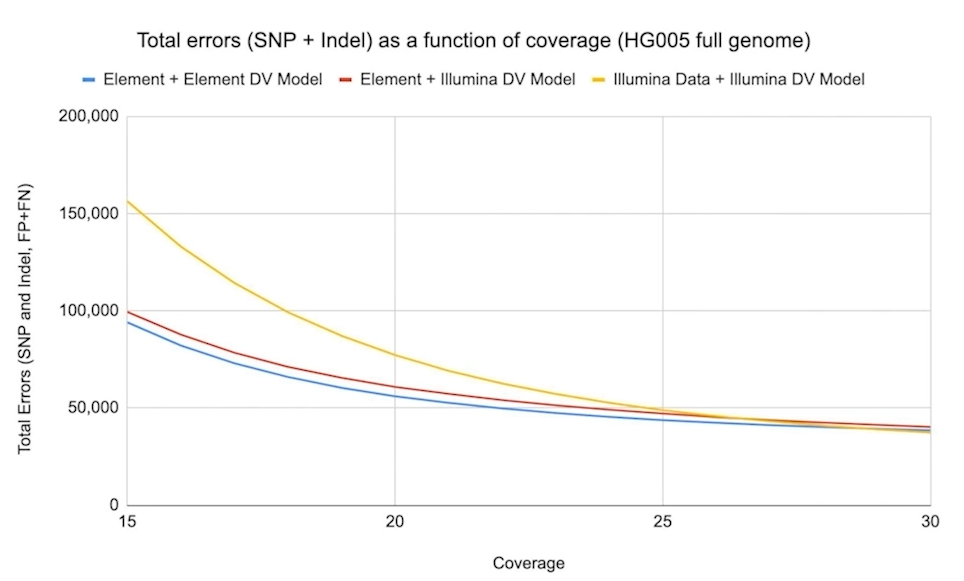 Total errors (SNP + Indel) as a function of coverage (HG005 full genome)
Element + Element DV Model Element + Illumina DV Model Illumina Data + Illumina DV Model
Total Errors (SNP and Indel, FP+FN)
200,000
150,000
100,000
50,000
0
15 20 25 30
Coverage